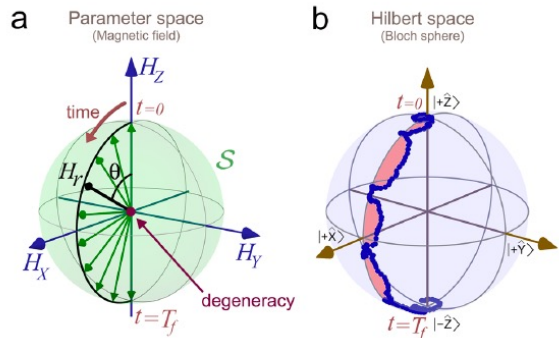 a
Parameter space
(Magnetic field)
H_Z
time
t=0
θ
H_r
S
H_X
H_Y
degeneracy
t=T_f
b
Hilbert space
(Bloch sphere)
t=0
|+Ẑ⟩
|+X̂⟩
|+Ŷ⟩
t=T_f
|-Ẑ⟩